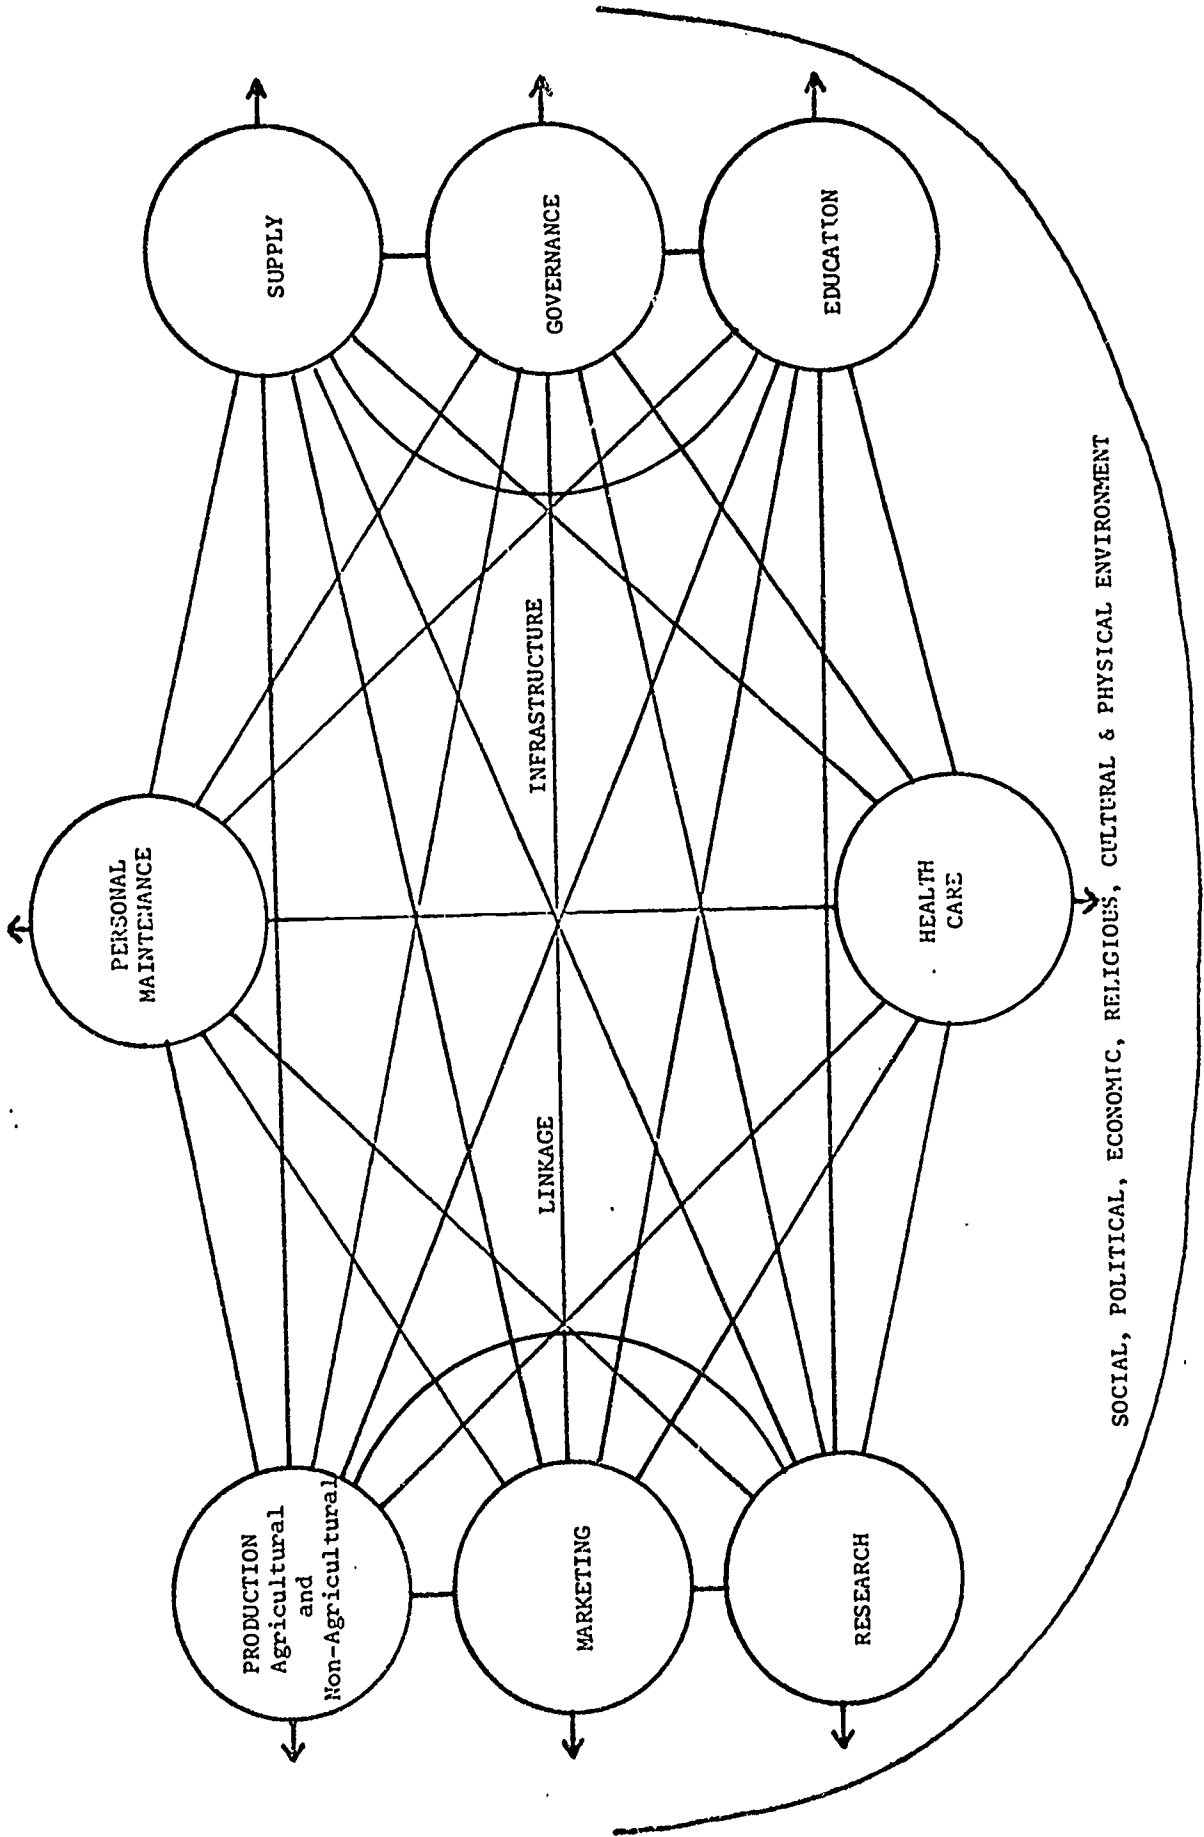 PERSONAL
MAINTENANCE
PRODUCTION
Agricultural
and
Non-Agricultural
SUPPLY
MARKETING
LINKAGE
INFRASTRUCTURE
GOVERNANCE
RESEARCH
EDUCATION
HEALTH
CARE
SOCIAL, POLITICAL, ECONOMIC, RELIGIOUS, CULTURAL & PHYSICAL ENVIRONMENT